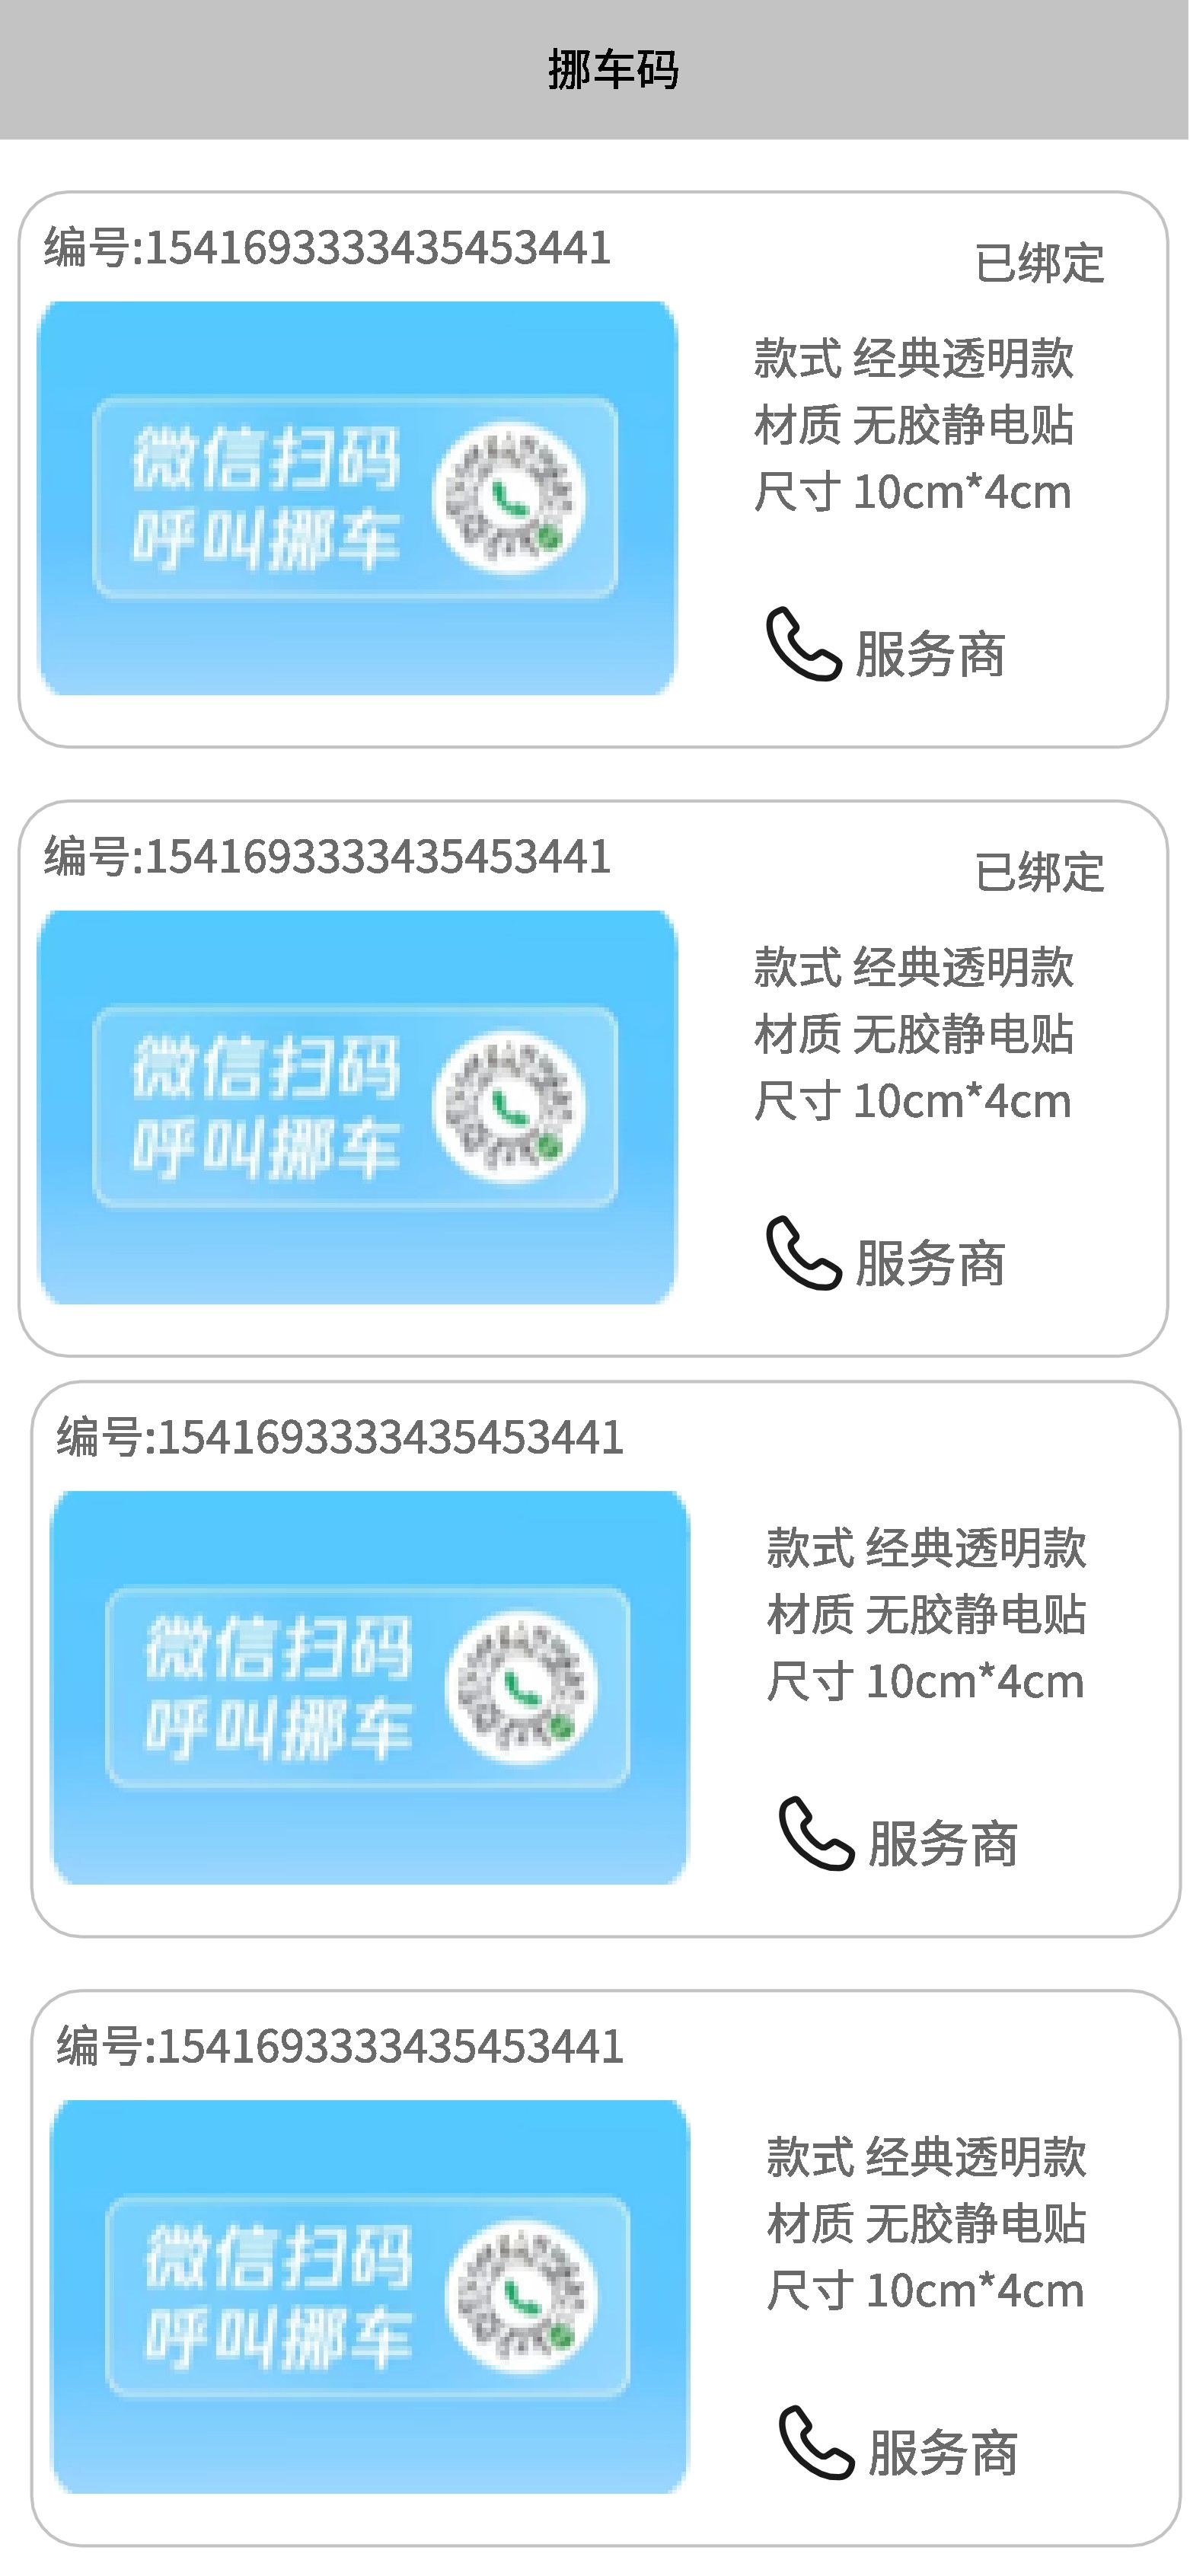 挪车码
编号:1541693333435453441
已绑定
微信扫码
呼叫挪车
款式 经典透明款
材质 无胶静电贴
尺寸 10cm*4cm
服务商
编号:1541693333435453441
已绑定
微信扫码
呼叫挪车
款式 经典透明款
材质 无胶静电贴
尺寸 10cm*4cm
服务商
编号:1541693333435453441
微信扫码
呼叫挪车
款式 经典透明款
材质 无胶静电贴
尺寸 10cm*4cm
服务商
编号:1541693333435453441
微信扫码
呼叫挪车
款式 经典透明款
材质 无胶静电贴
尺寸 10cm*4cm
服务商